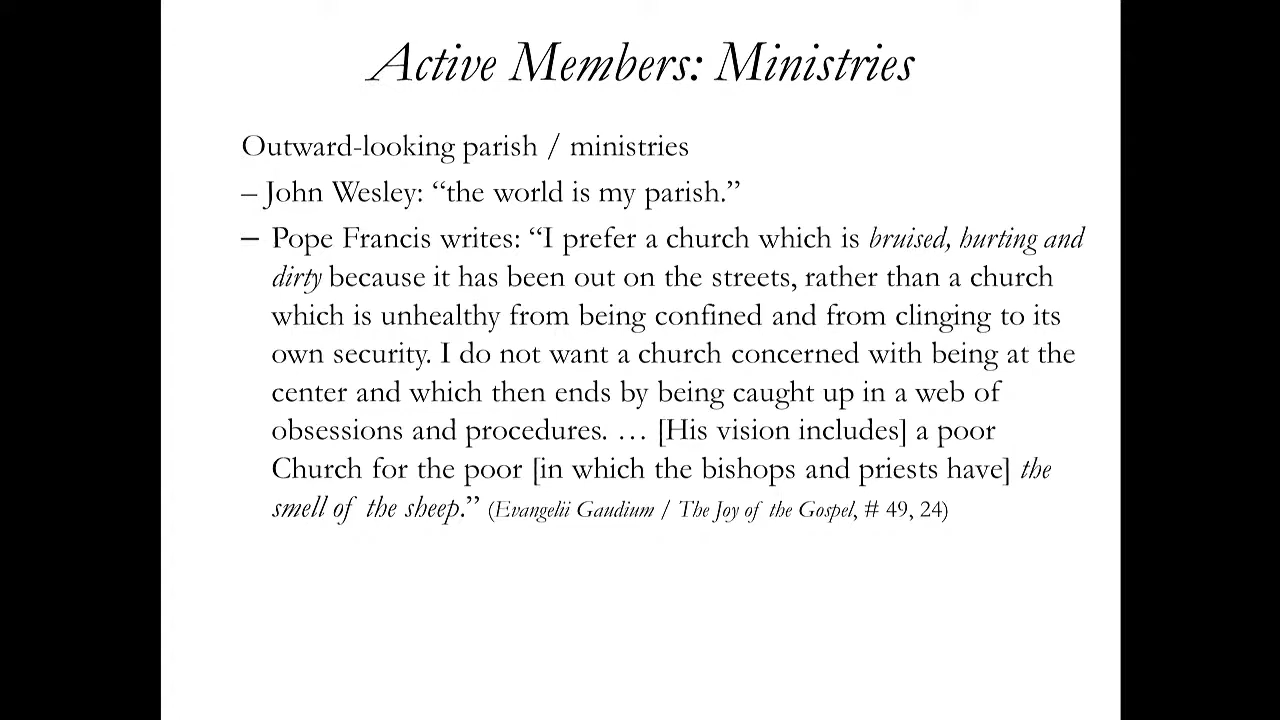 Active Members: Ministries
Outward-looking parish / ministries
– John Wesley: “the world is my parish.”
– Pope Francis writes: “I prefer a church which is bruised, hurting and
dirty because it has been out on the streets, rather than a church
which is unhealthy from being confined and from clinging to its
own security. I do not want a church concerned with being at the
center and which then ends by being caught up in a web of
obsessions and procedures. … [His vision includes] a poor
Church for the poor [in which the bishops and priests have] the
smell of the sheep.” (Evangelii Gaudium / The Joy of the Gospel, # 49, 24)